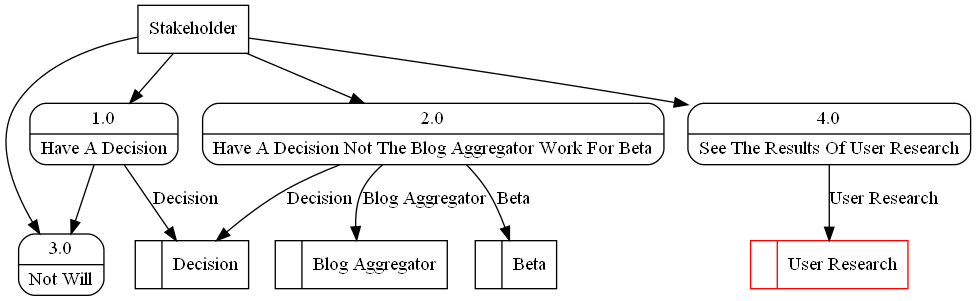 Stakeholder
1.0
Have A Decision
2.0
Have A Decision Not The Blog Aggregator Work For Beta
4.0
See The Results Of User Research
Decision
Decision
Blog Aggregator
Beta
User Research
3.0
Not Will
Decision
Blog Aggregator
Beta
User Research